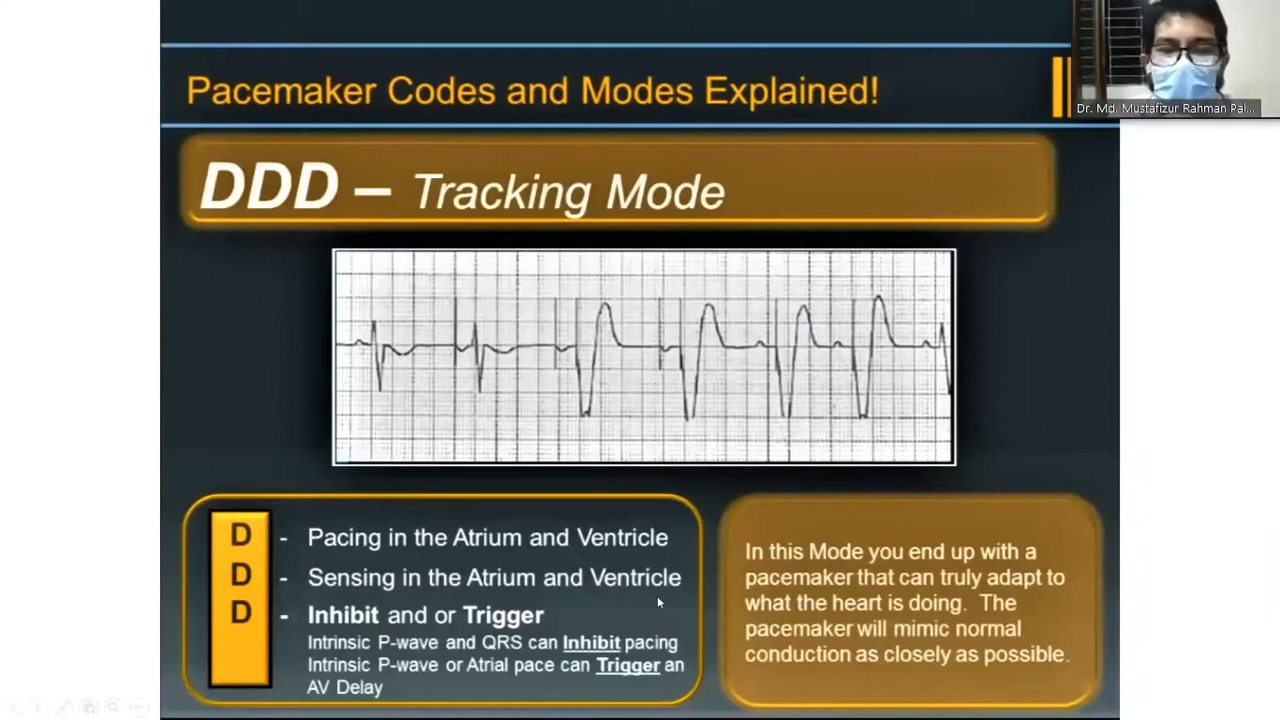 Dr. Md. Mustafizur Rahman Pal...
Pacemaker Codes and Modes Explained!
DDD – Tracking Mode
D - Pacing in the Atrium and Ventricle
D - Sensing in the Atrium and Ventricle
D - Inhibit and or Trigger
Intrinsic P-wave and QRS can Inhibit pacing
Intrinsic P-wave or Atrial pace can Trigger an
AV Delay
In this Mode you end up with a
pacemaker that can truly adapt to
what the heart is doing. The
pacemaker will mimic normal
conduction as closely as possible.